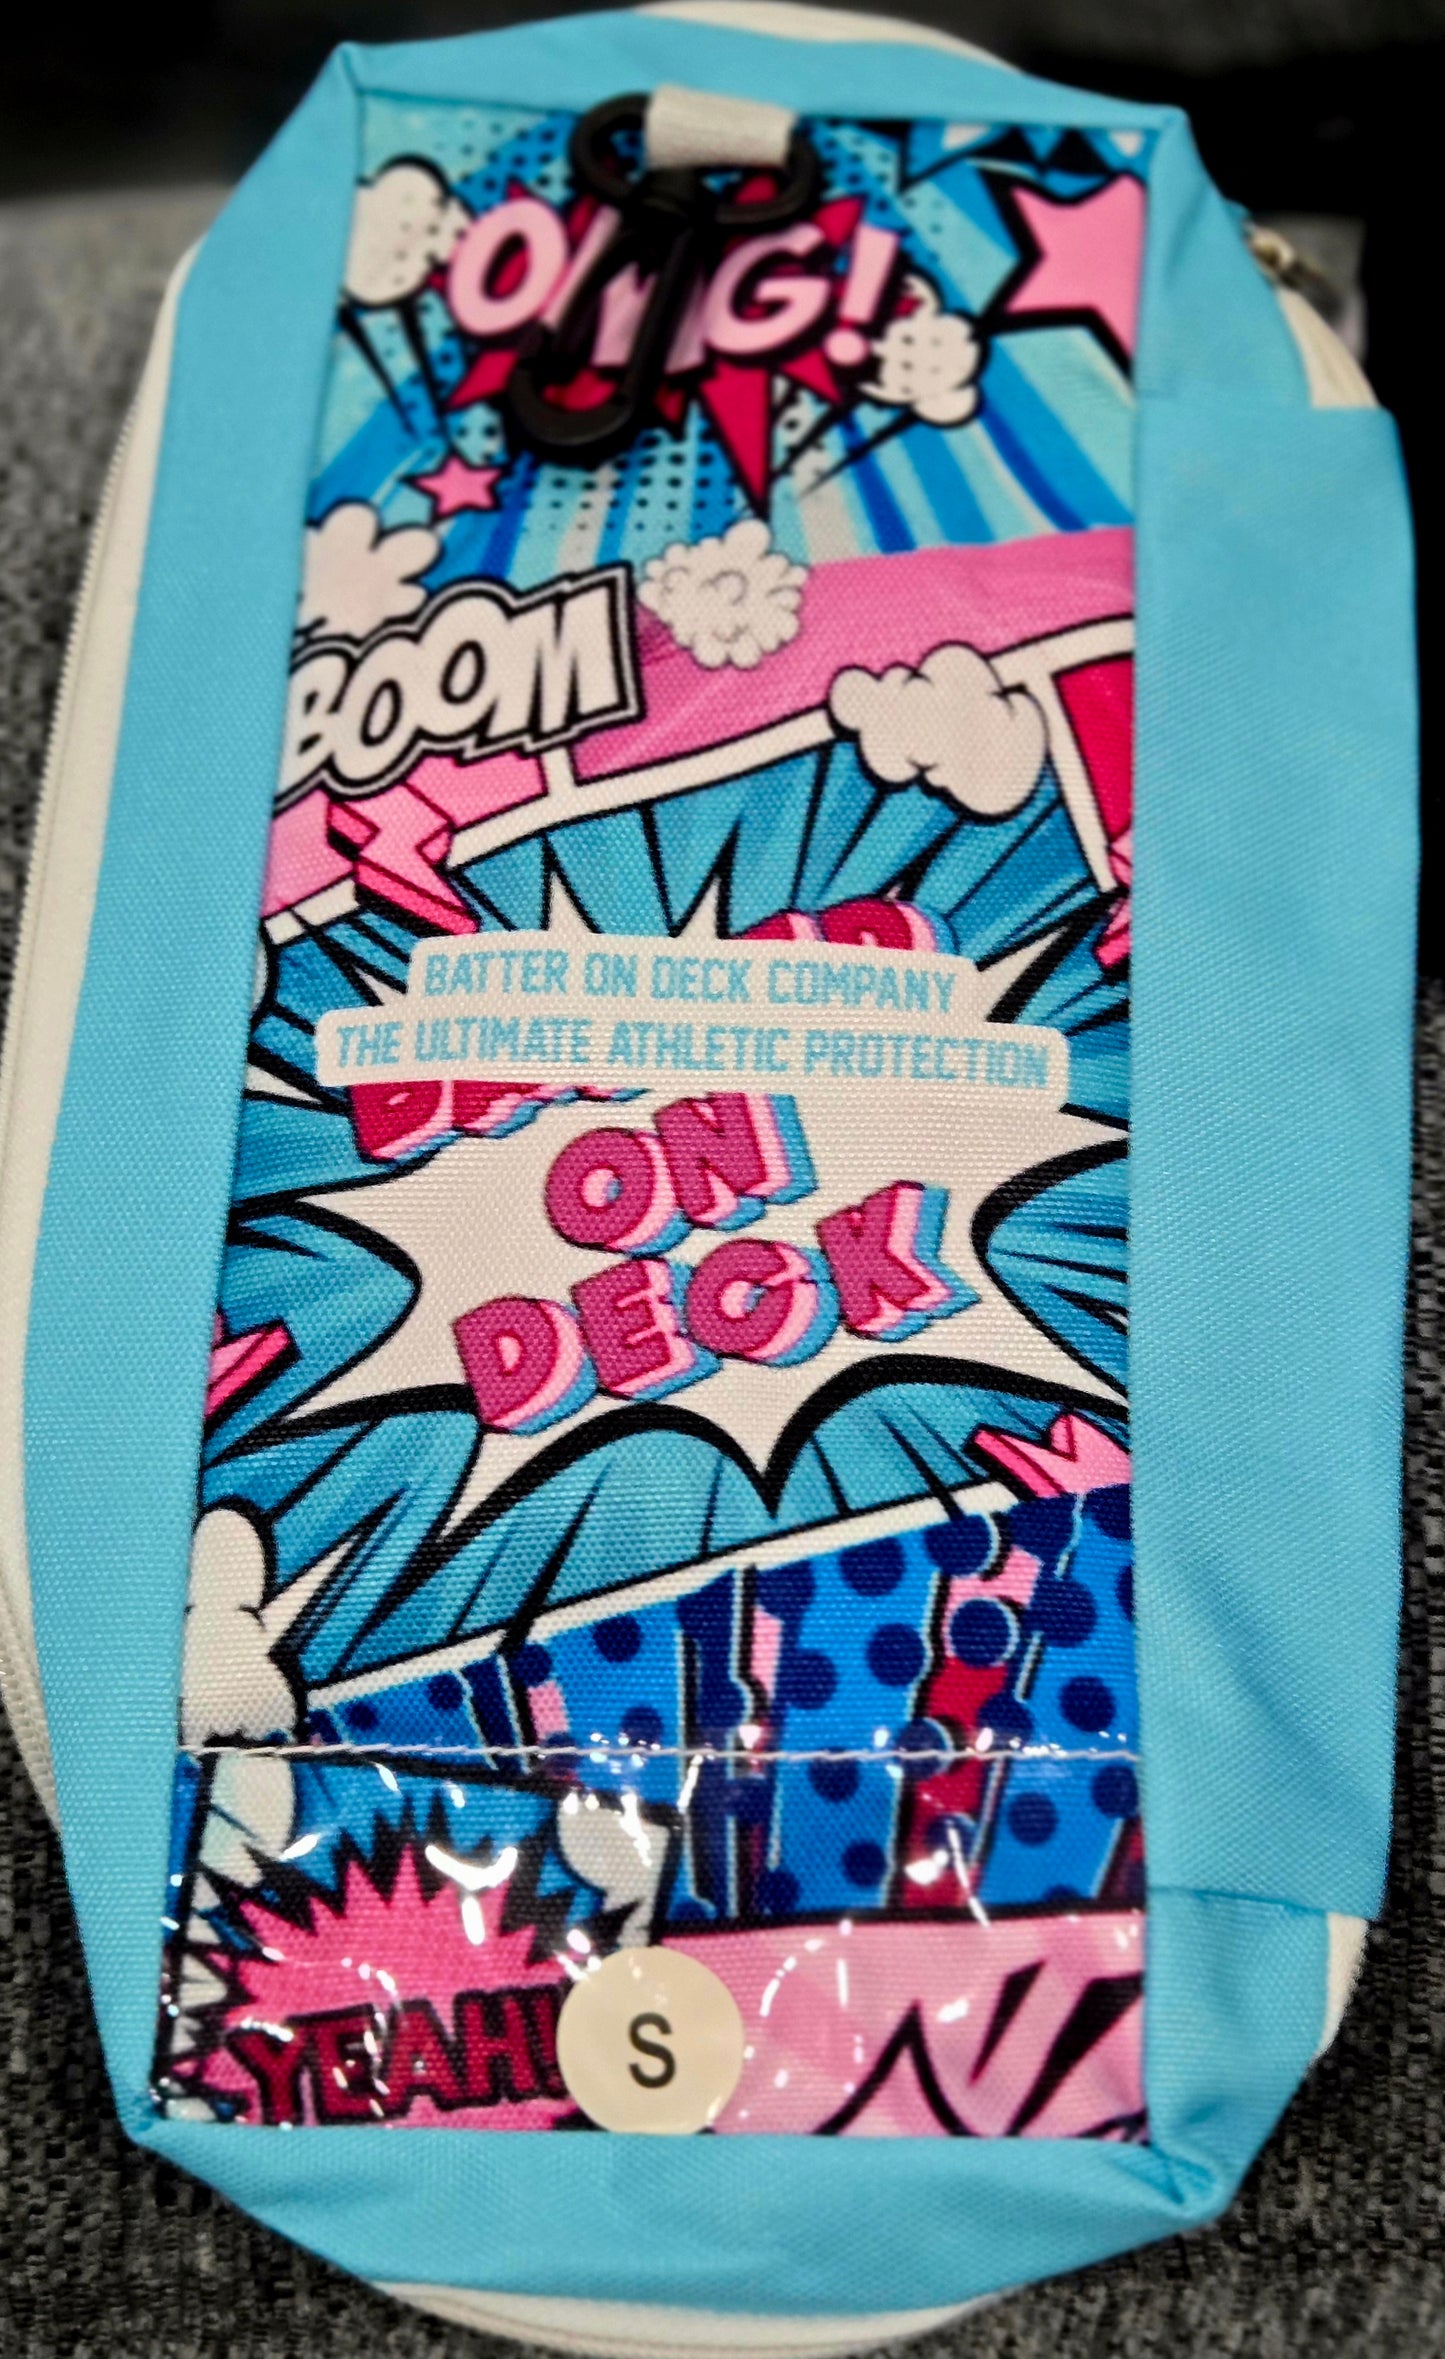 OMG!
BOOM
BATTER ON DECK COMPANY
THE ULTIMATE ATHLETIC PROTECTION
ON
DECK
YEAH!
S